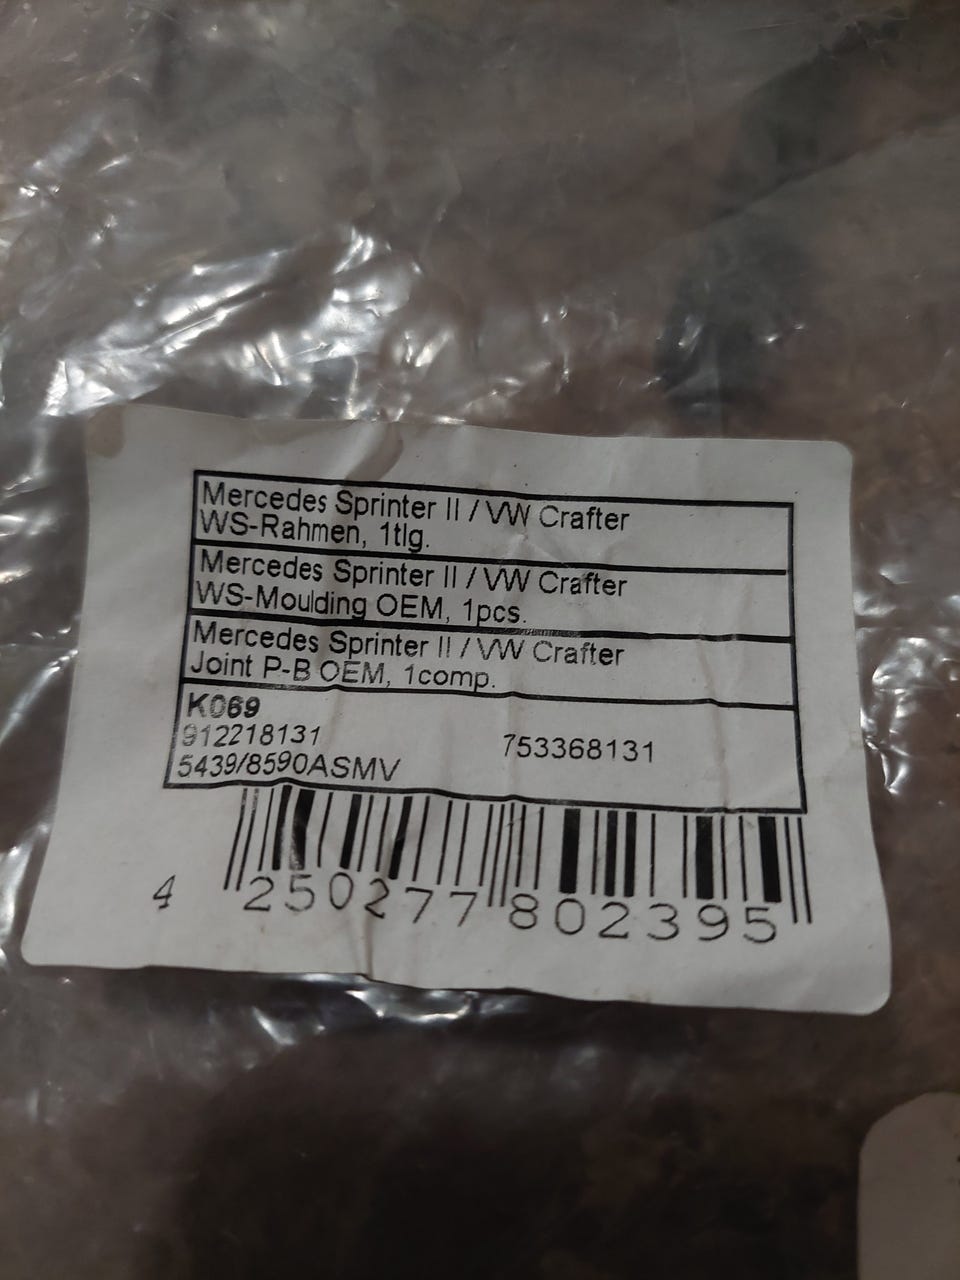 Mercedes Sprinter II / VW Crafter
WS-Rahmen, 1tlg.
Mercedes Sprinter II / VW Crafter
WS-Moulding OEM, 1pcs.
Mercedes Sprinter II / VW Crafter
Joint P-B OEM, 1comp.
K069
912218131 753368131
5439/8590ASMV
4 250277 802395